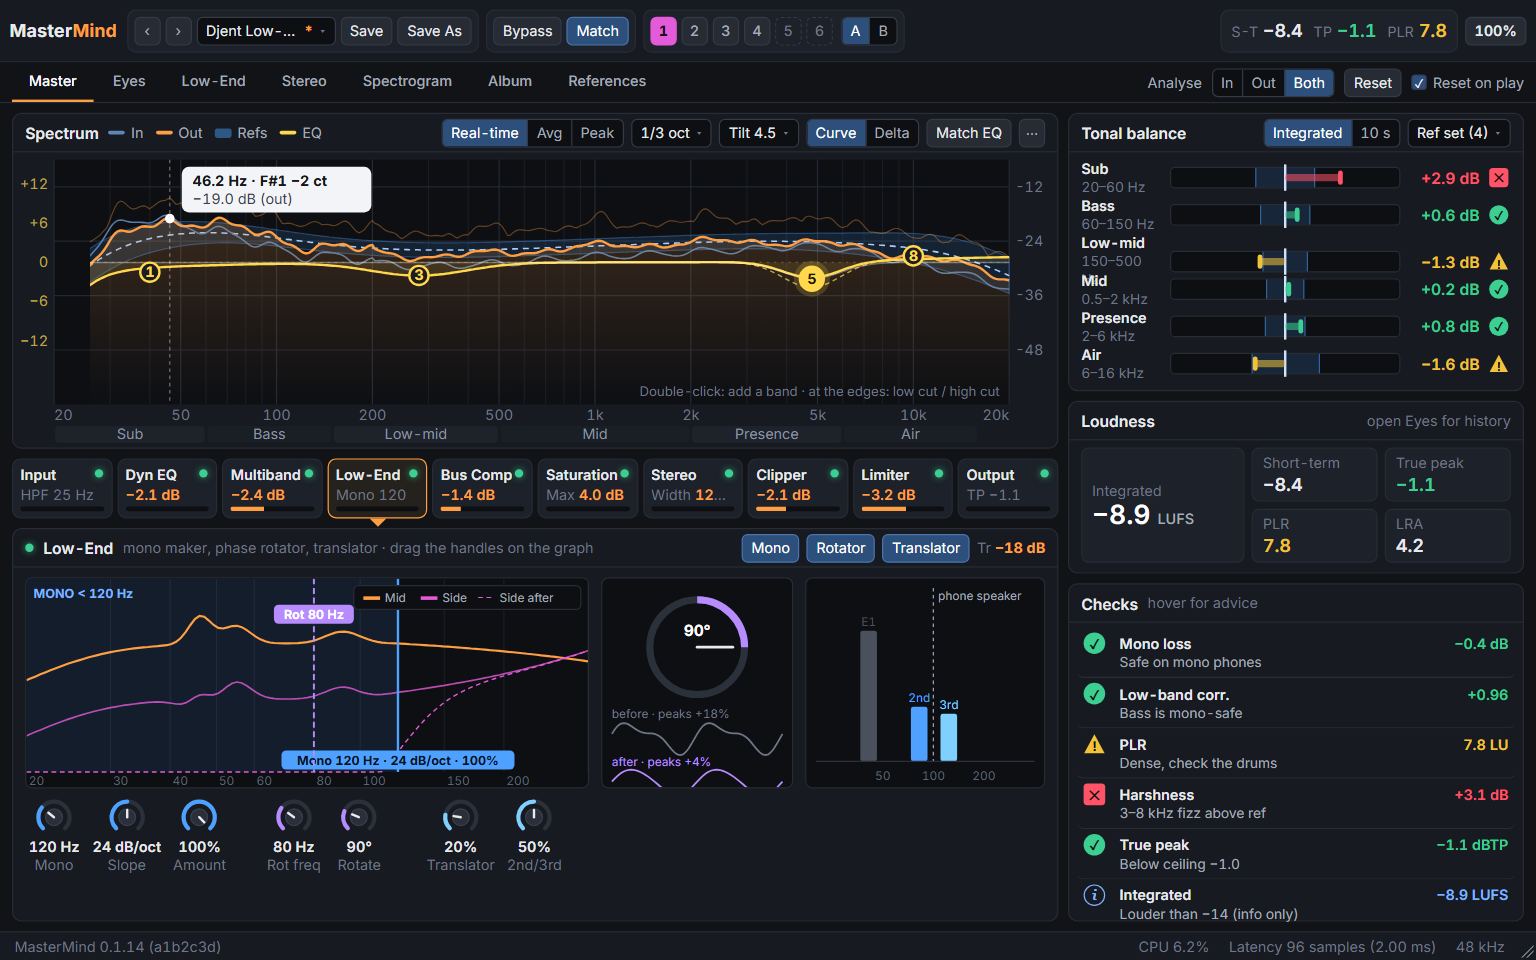 MasterMind
‹ › Djent Low-... * Save Save As Bypass Match 1 2 3 4 5 6 A B
S-T −8.4 TP −1.1 PLR 7.8 100%
Master Eyes Low-End Stereo Spectrogram Album References
Analyse In Out Both Reset Reset on play
Spectrum In Out Refs EQ
Real-time Avg Peak 1/3 oct Tilt 4.5 Curve Delta Match EQ ...
46.2 Hz · F#1 −2 ct
−19.0 dB (out)
+12 −12
+6 −24
0
−6 −36
−12 −48
1 3 5 8
Double-click: add a band · at the edges: low cut / high cut
20 50 100 200 500 1k 2k 5k 10k 20k
Sub Bass Low-mid Mid Presence Air
Tonal balance Integrated 10 s Ref set (4)
Sub
20–60 Hz
+2.9 dB
Bass
60–150 Hz
+0.6 dB
Low-mid
150–500
−1.3 dB
Mid
0.5–2 kHz
+0.2 dB
Presence
2–6 kHz
+0.8 dB
Air
6–16 kHz
−1.6 dB
Loudness open Eyes for history
Integrated
−8.9 LUFS
Short-term
−8.4
True peak
−1.1
PLR
7.8
LRA
4.2
Input
HPF 25 Hz
Dyn EQ
−2.1 dB
Multiband
−2.4 dB
Low-End
Mono 120
Bus Comp
−1.4 dB
Saturation
Max 4.0 dB
Stereo
Width 12...
Clipper
−2.1 dB
Limiter
−3.2 dB
Output
TP −1.1
Low-End mono maker, phase rotator, translator · drag the handles on the graph
Mono Rotator Translator Tr −18 dB
MONO < 120 Hz
Mid Side Side after
Rot 80 Hz
Mono 120 Hz · 24 dB/oct · 100%
20 30 40 50 60 80 100 150 200
90°
before · peaks +18%
after · peaks +4%
phone speaker
E1
2nd 3rd
50 100 200
120 Hz 24 dB/oct 100% 80 Hz 90° 20% 50%
Mono Slope Amount Rot freq Rotate Translator 2nd/3rd
Checks hover for advice
Mono loss −0.4 dB
Safe on mono phones
Low-band corr. +0.96
Bass is mono-safe
PLR 7.8 LU
Dense, check the drums
Harshness +3.1 dB
3–8 kHz fizz above ref
True peak −1.1 dBTP
Below ceiling −1.0
Integrated −8.9 LUFS
Louder than −14 (info only)
MasterMind 0.1.14 (a1b2c3d)
CPU 6.2% Latency 96 samples (2.00 ms) 48 kHz